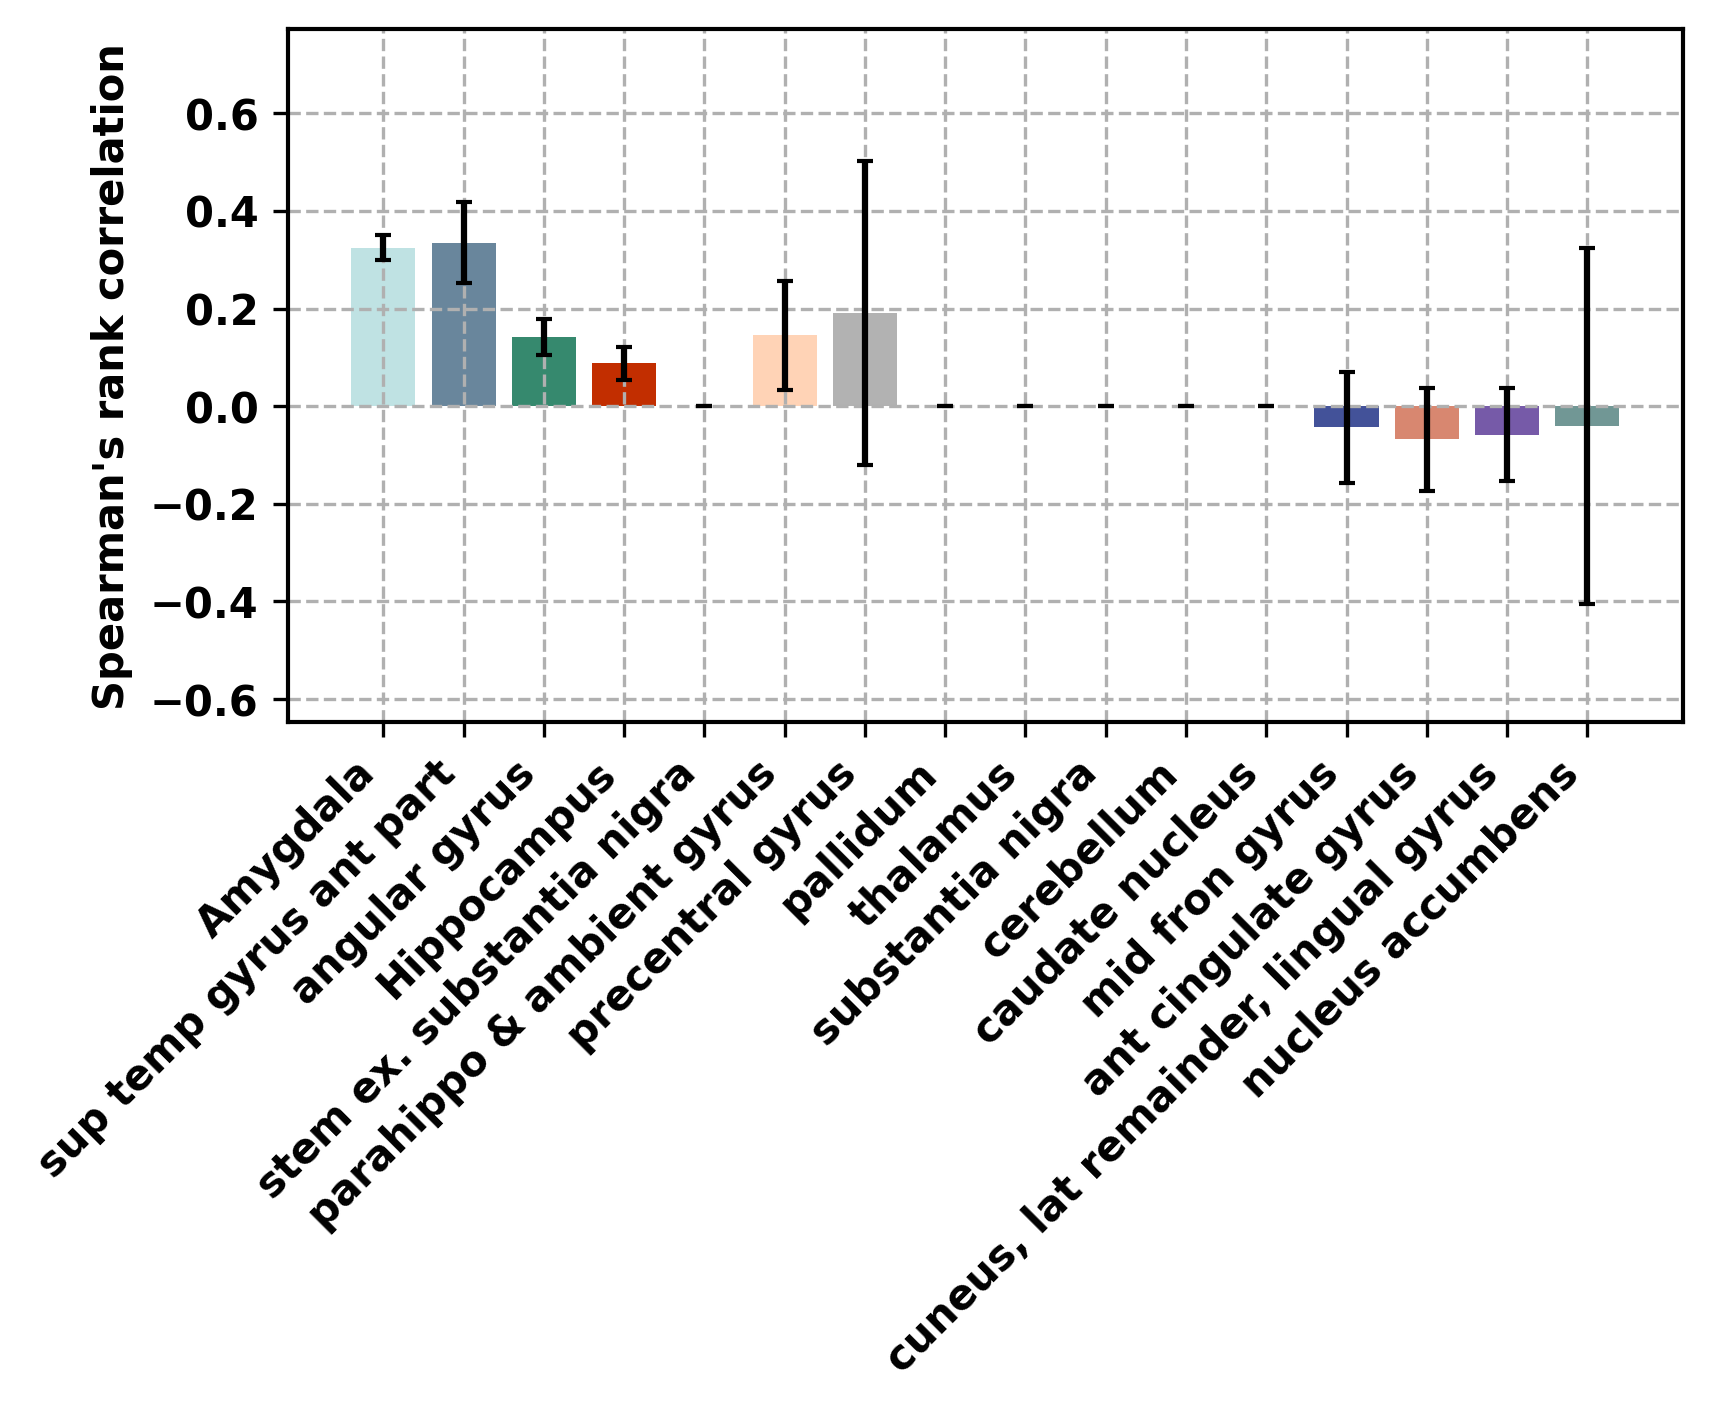 Spearman's rank correlation
0.6
0.4
0.2
0.0
−0.2
−0.4
−0.6
Amygdala
sup temp gyrus ant part
angular gyrus
Hippocampus
stem ex. substantia nigra
parahippo & ambient gyrus
precentral gyrus
pallidum
thalamus
substantia nigra
cerebellum
caudate nucleus
mid fron gyrus
ant cingulate gyrus
cuneus, lat remainder, lingual gyrus
nucleus accumbens